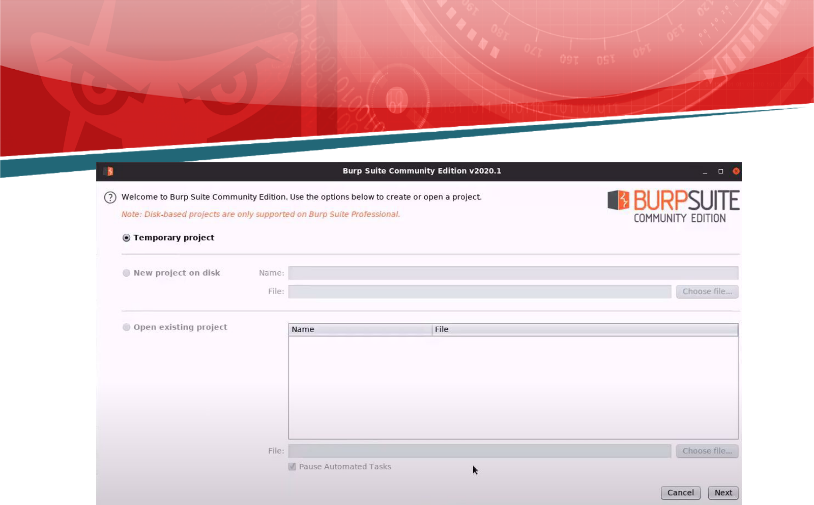 Burp Suite Community Edition v2020.1
Welcome to Burp Suite Community Edition. Use the options below to create or open a project.
BURPSUITE
COMMUNITY EDITION
Note: Disk-based projects are only supported on Burp Suite Professional.
Temporary project
New project on disk
Name:
File:
Choose file...
Open existing project
Name
File
File:
Choose file...
Pause Automated Tasks
Cancel
Next